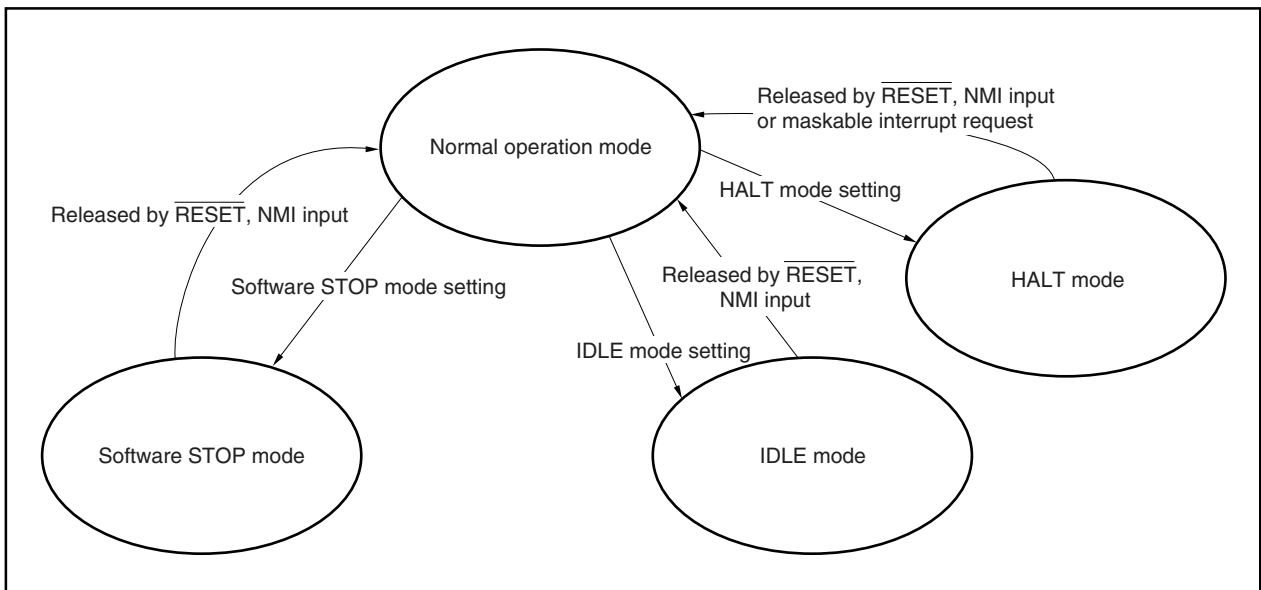 Released by RESET, NMI input
or maskable interrupt request
Normal operation mode
HALT mode setting
Released by RESET, NMI input
Released by RESET,
NMI input
HALT mode
Software STOP mode setting
IDLE mode setting
Software STOP mode
IDLE mode